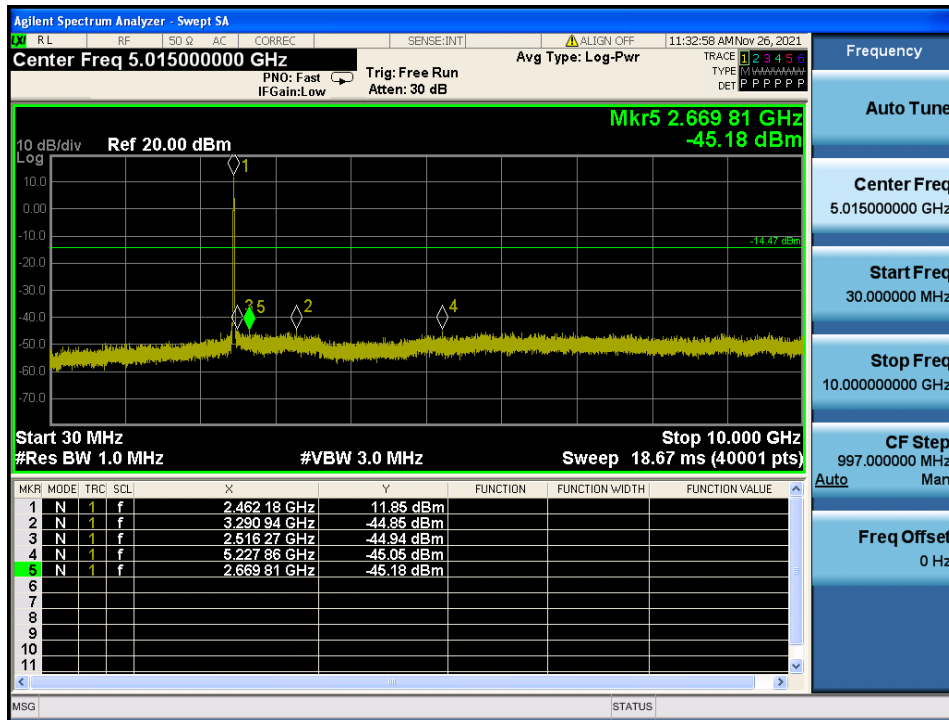 Agilent Spectrum Analyzer - Swept SA
LXI RL RF 50 Ω AC CORREC SENSE:INT ALIGN OFF 11:32:58 AM Nov 26, 2021
Center Freq 5.015000000 GHz
PNO: Fast
IFGain:Low
Trig: Free Run
Atten: 30 dB
Avg Type: Log-Pwr
TRACE 1 2 3 4 5 6
TYPE M W W W W W
DET P P P P P P
Mkr5 2.669 81 GHz
-45.18 dBm
10 dB/div Ref 20.00 dBm
Log
10.0
0.00
-10.0
-20.0
-30.0
-40.0
-50.0
-60.0
-70.0
1
-14.47 dBm
5
2
4
Start 30 MHz Stop 10.000 GHz
#Res BW 1.0 MHz #VBW 3.0 MHz Sweep 18.67 ms (40001 pts)
MKR MODE TRC SCL X Y FUNCTION FUNCTION WIDTH FUNCTION VALUE
1 N 1 f 2.462 18 GHz 11.85 dBm
2 N 1 f 3.290 94 GHz -44.85 dBm
3 N 1 f 2.516 27 GHz -44.94 dBm
4 N 1 f 5.227 86 GHz -45.05 dBm
5 N 1 f 2.669 81 GHz -45.18 dBm
6
7
8
9
10
11
MSG STATUS
Frequency
Auto Tune
Center Freq
5.015000000 GHz
Start Freq
30.000000 MHz
Stop Freq
10.000000000 GHz
CF Step
997.000000 MHz
Auto Man
Freq Offset
0 Hz